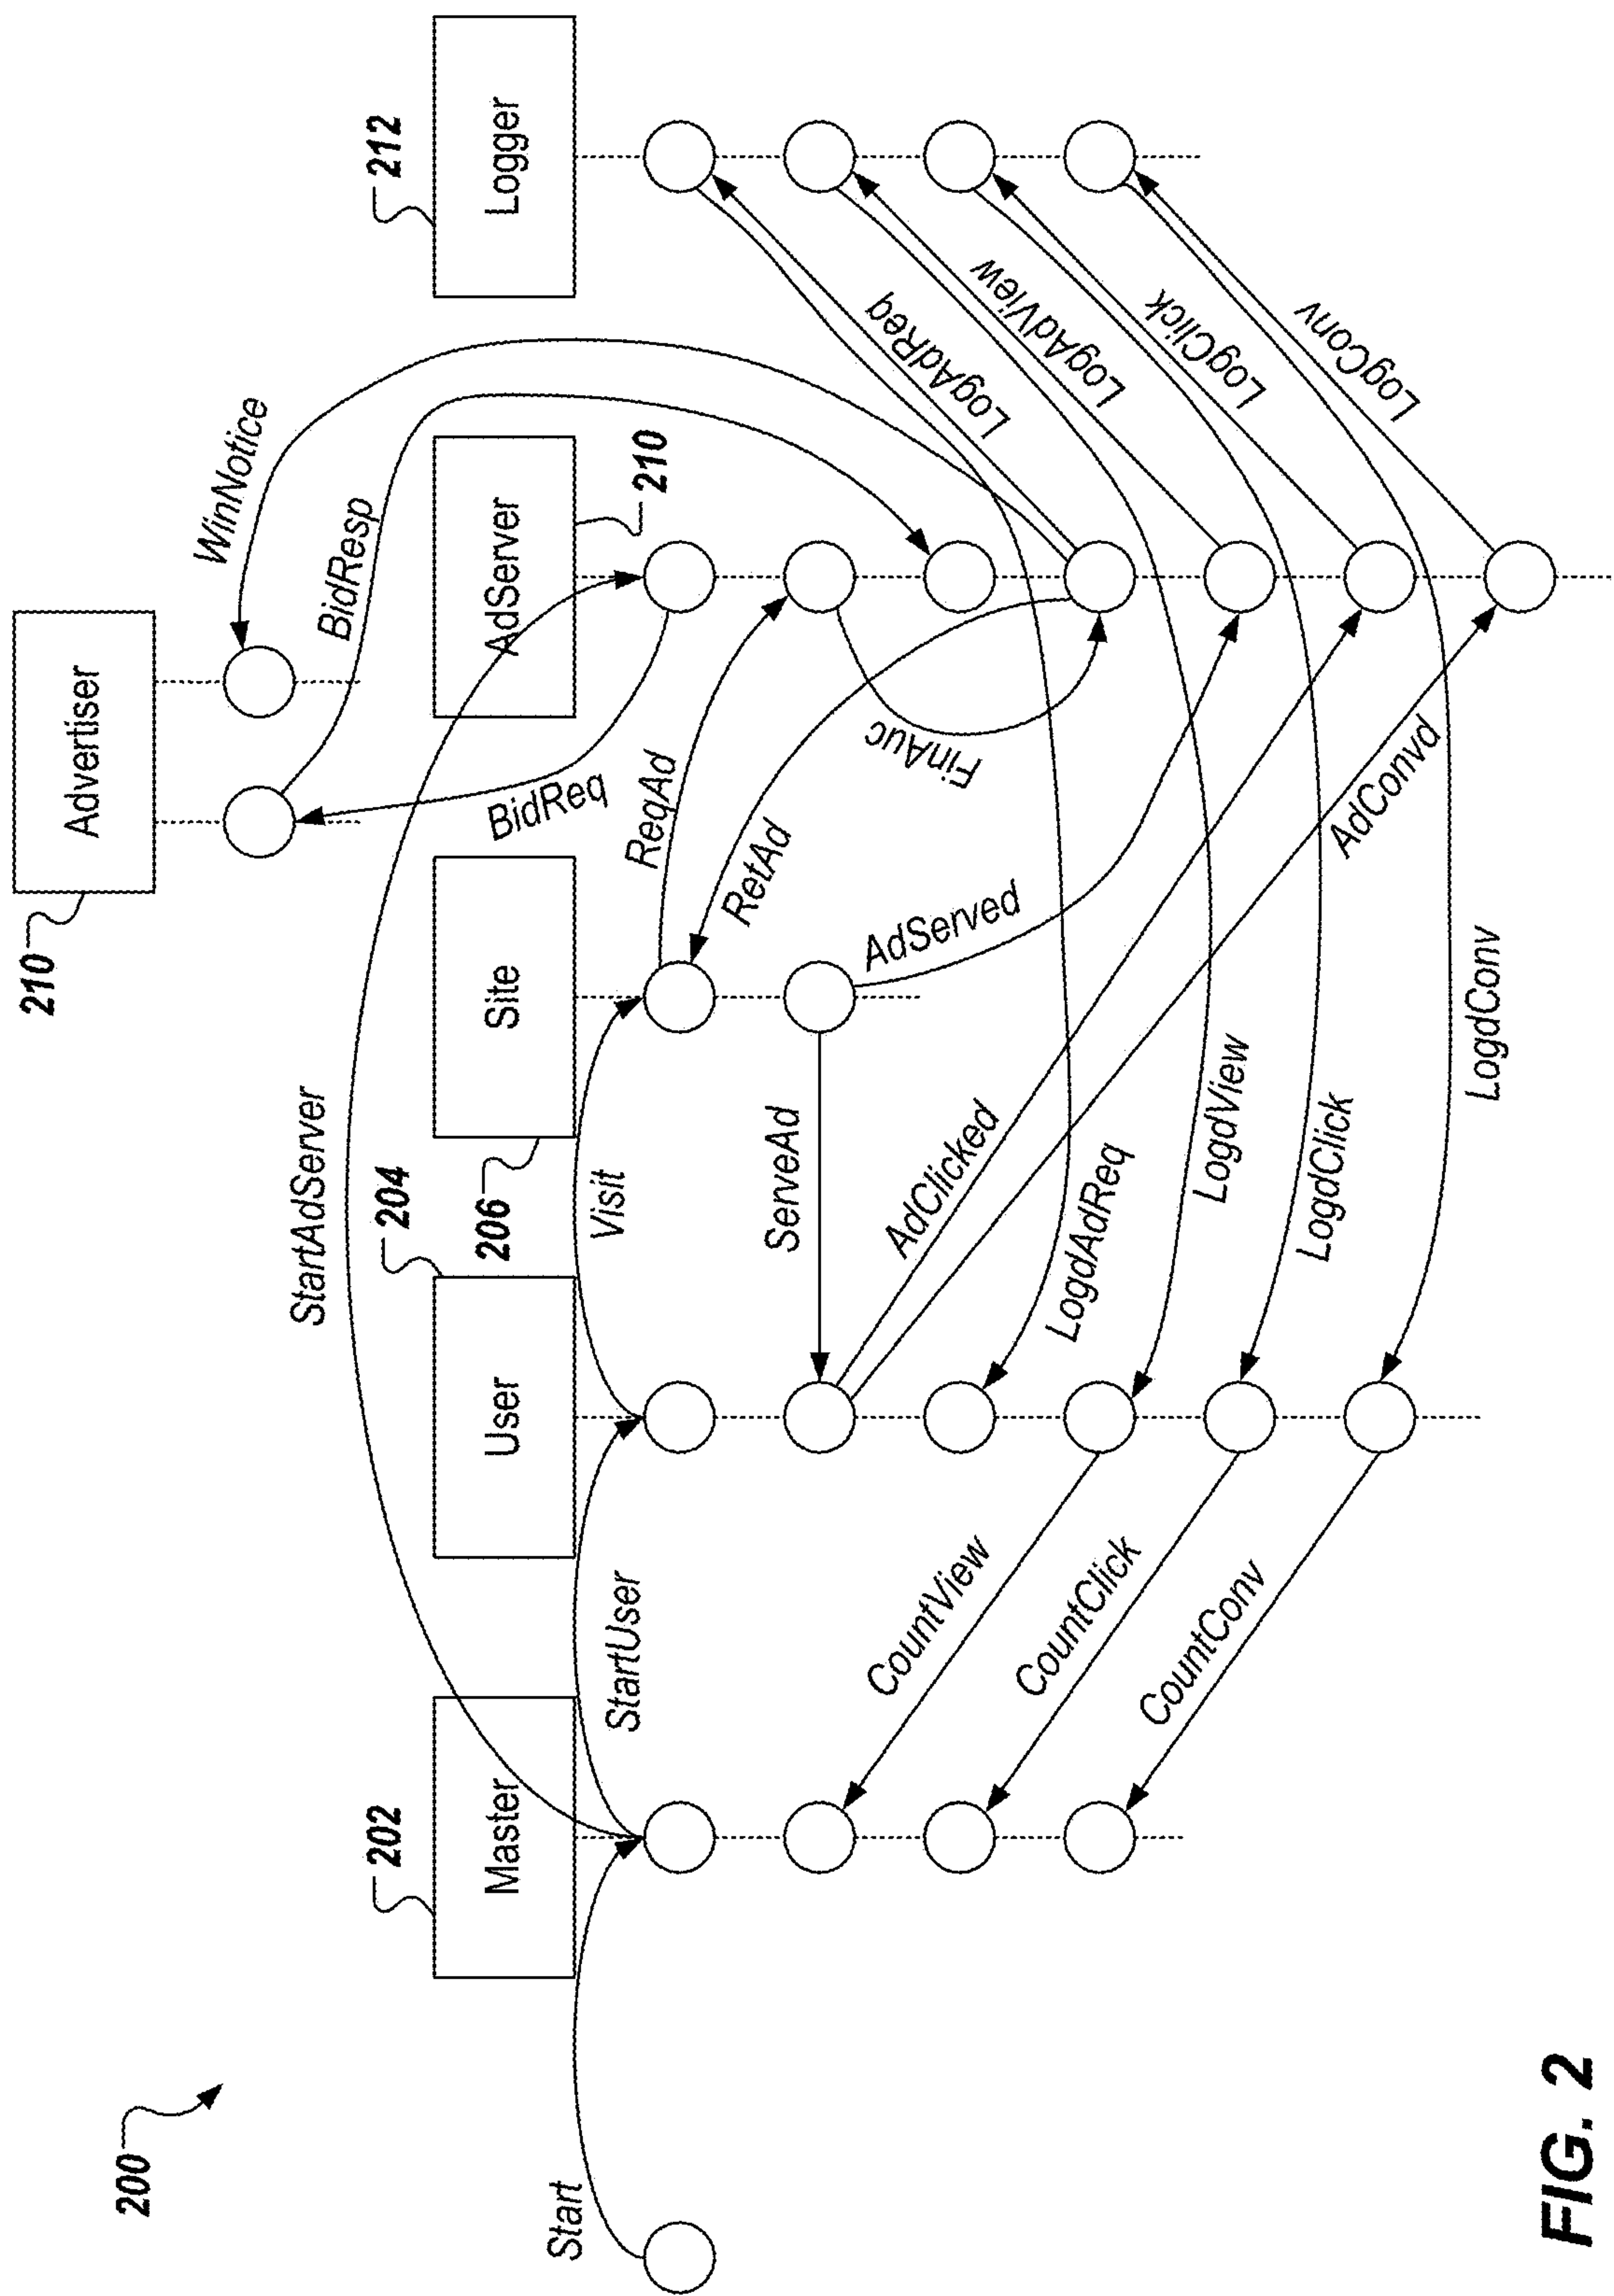 200
210
Advertiser
WinNotice
BidResp
StartAdServer
202
204
206
210
212
Master
User
Site
AdServer
Logger
BidReq
Start
StartUser
Visit
ReqAd
RetAd
FinAuc
LogAdReq
ServeAd
AdServed
LogAdView
AdClicked
LogClick
CountView
LogdAdReq
LogConv
CountClick
LogdView
AdConvd
CountConv
LogdClick
LogdConv
FIG. 2